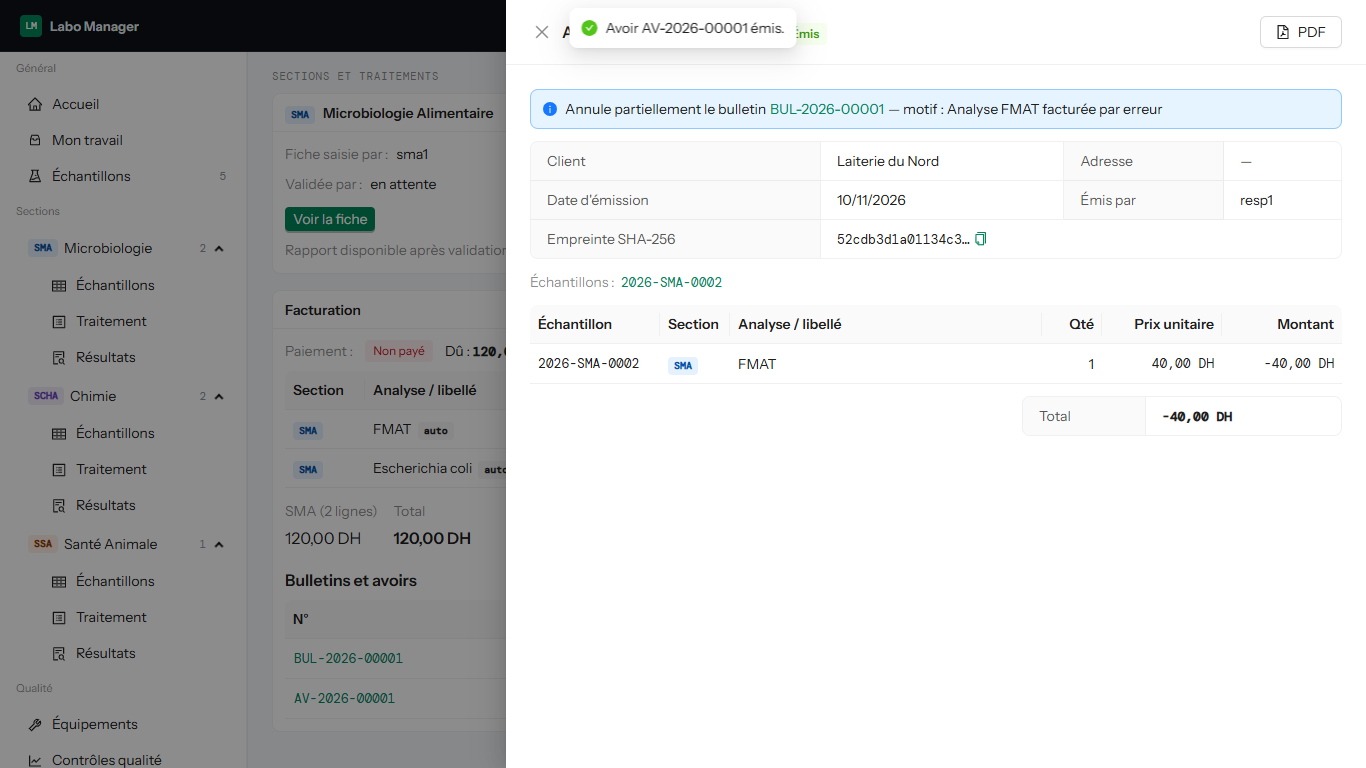 LM Labo Manager
Général
Accueil
Mon travail
Échantillons 5
Sections
SMA Microbiologie 2
Échantillons
Traitement
Résultats
SCHA Chimie 2
Échantillons
Traitement
Résultats
SSA Santé Animale 1
Échantillons
Traitement
Résultats
Qualité
Équipements
Contrôles qualité
SECTIONS ET TRAITEMENTS
SMA Microbiologie Alimentaire
Fiche saisie par : sma1
Validée par : en attente
Voir la fiche
Rapport disponible après validation
Facturation
Paiement : Non payé Dû : 120,
Section Analyse / libellé
SMA FMAT auto
SMA Escherichia coli auto
SMA (2 lignes) Total
120,00 DH 120,00 DH
Bulletins et avoirs
N°
BUL-2026-00001
AV-2026-00001
Avoir AV-2026-00001 émis.
Émis
PDF
Annule partiellement le bulletin BUL-2026-00001 — motif : Analyse FMAT facturée par erreur
Client Laiterie du Nord Adresse —
Date d'émission 10/11/2026 Émis par resp1
Empreinte SHA-256 52cdb3d1a01134c3…
Échantillons : 2026-SMA-0002
Échantillon Section Analyse / libellé Qté Prix unitaire Montant
2026-SMA-0002 SMA FMAT 1 40,00 DH -40,00 DH
Total -40,00 DH